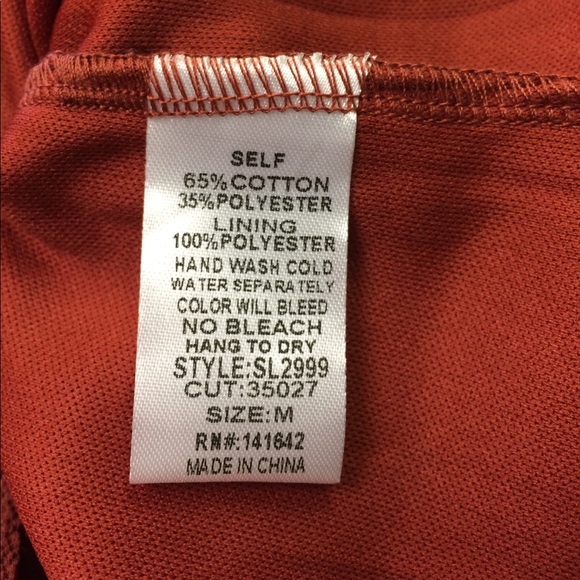 SELF
65%COTTON
35%POLYESTER
LINING
100%POLYESTER
HAND WASH COLD
WATER SEPARATELY
COLOR WILL BLEED
NO BLEACH
HANG TO DRY
STYLE:SL2999
CUT:35027
SIZE:M
RN#:141642
MADE IN CHINA